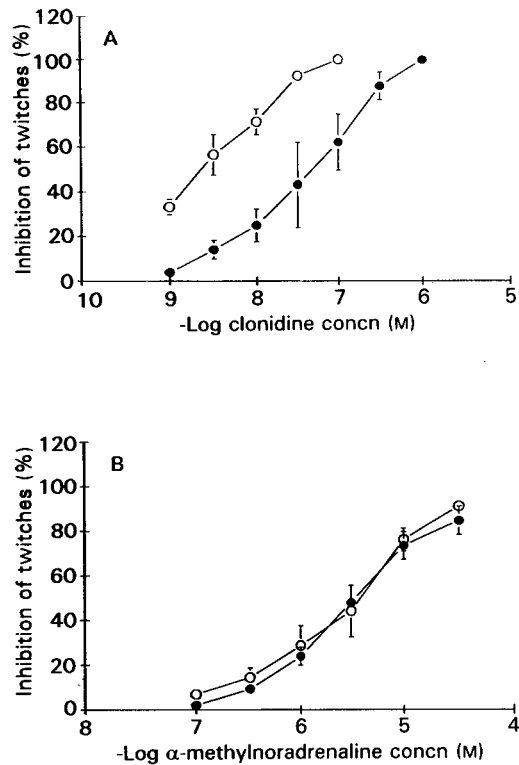 A
Inhibition of twitches (%)
120
100
80
60
40
20
0
10 9 8 7 6 5
-Log clonidine concn (M)
B
Inhibition of twitches (%)
120
100
80
60
40
20
0
8 7 6 5 4
-Log α-methylnoradrenaline concn (M)